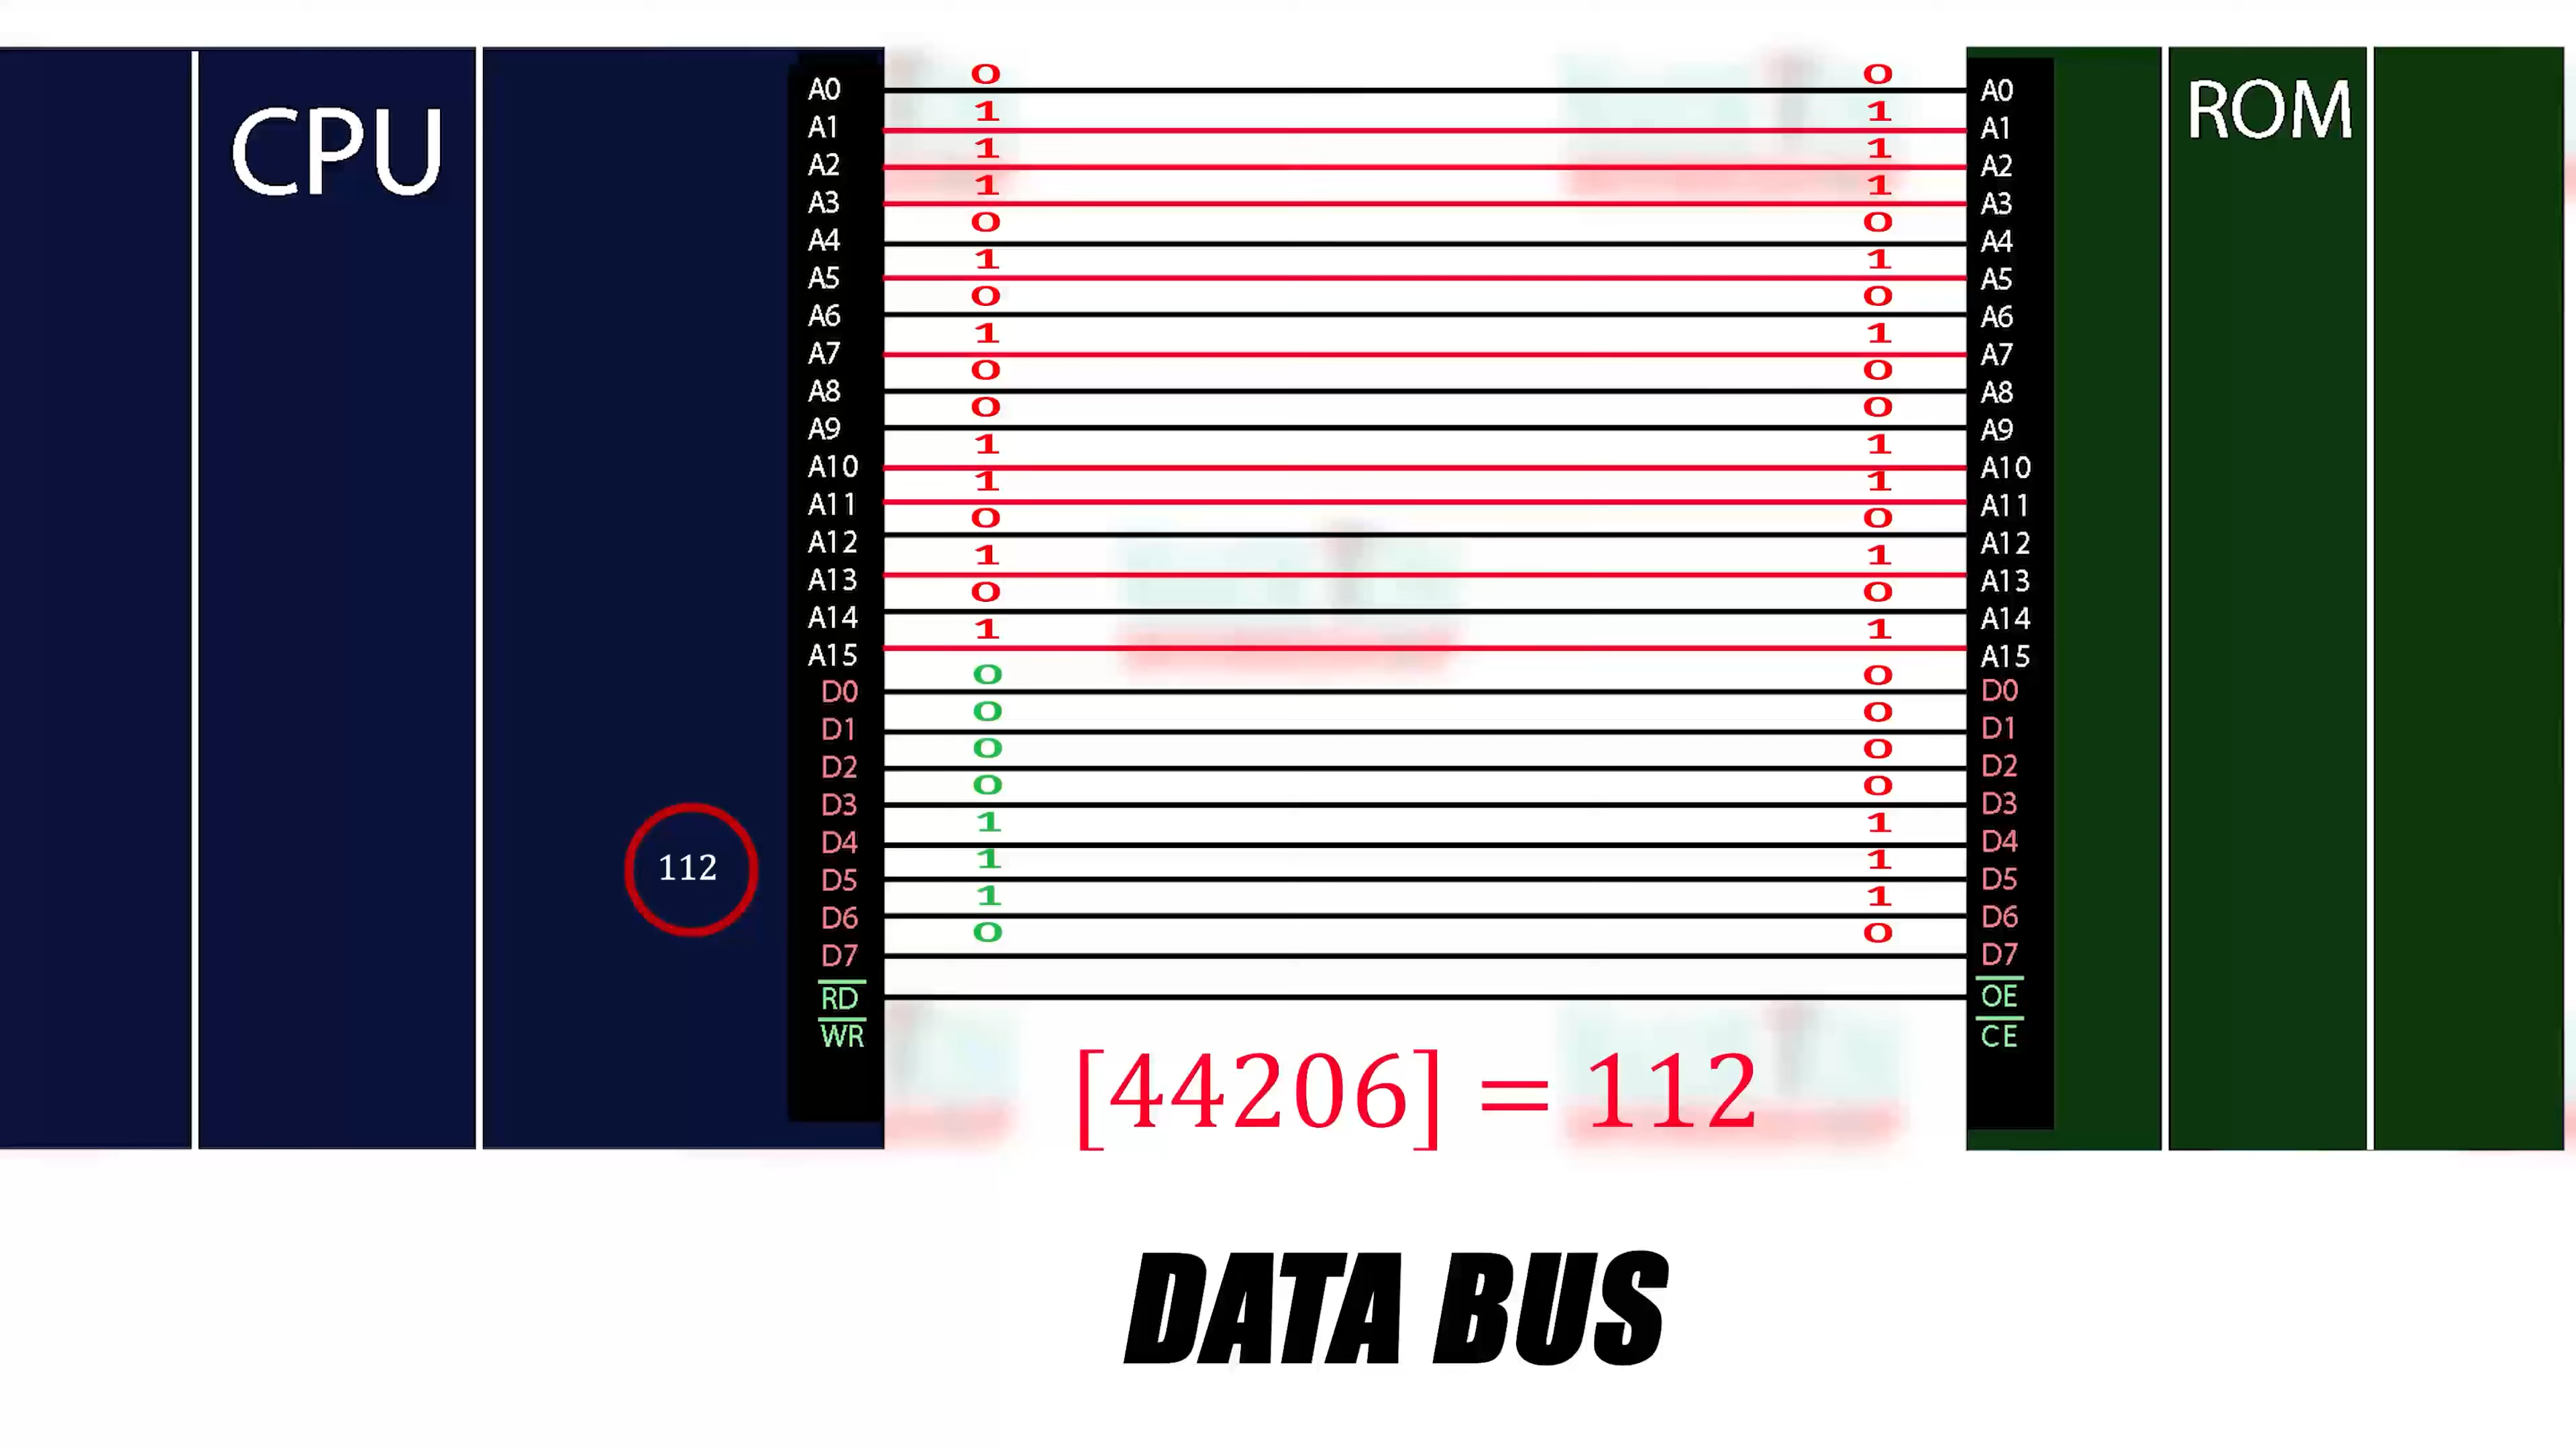 CPU
ROM
A0 0 0 A0
A1 1 1 A1
A2 1 1 A2
A3 1 1 A3
A4 0 0 A4
A5 1 1 A5
A6 0 0 A6
A7 1 1 A7
A8 0 0 A8
A9 0 0 A9
A10 1 1 A10
A11 1 1 A11
A12 0 0 A12
A13 1 1 A13
A14 0 0 A14
A15 1 1 A15
D0 0 0 D0
D1 0 0 D1
D2 0 0 D2
D3 0 0 D3
D4 1 1 D4
112
D5 1 1 D5
D6 1 1 D6
D7 0 0 D7
RD OE
WR CE
[44206] = 112
DATA BUS